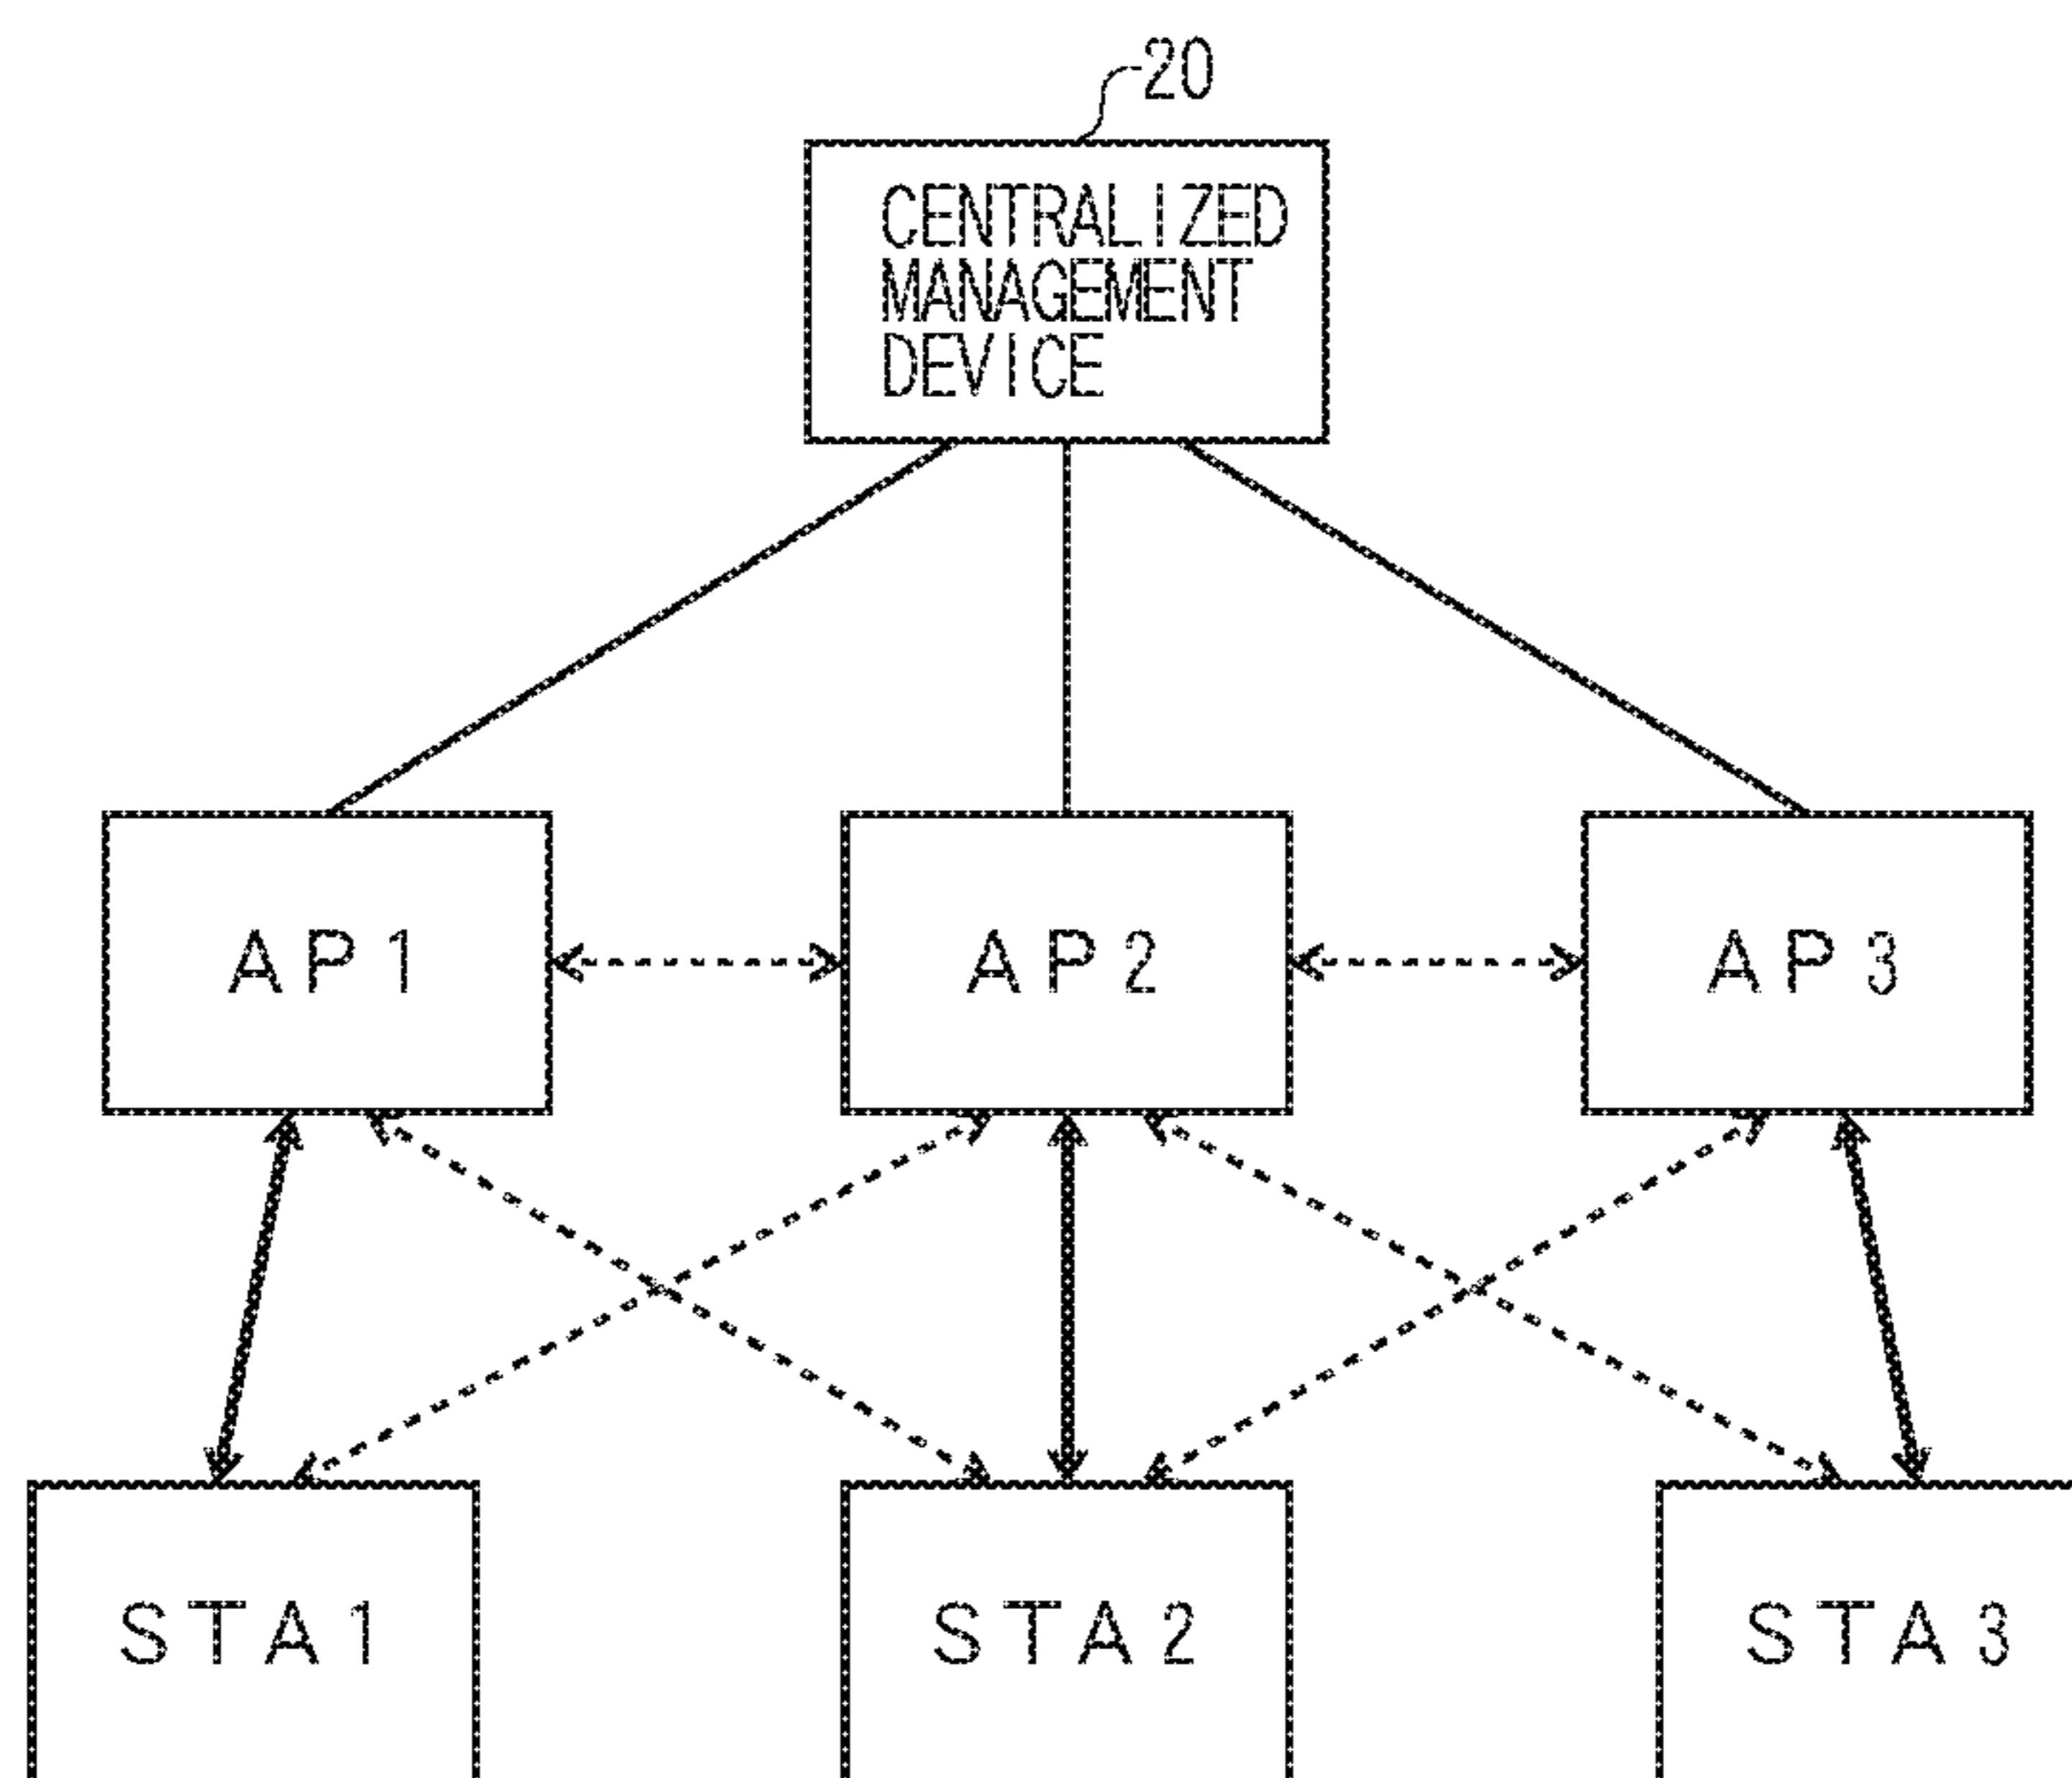 20
CENTRALIZED
MANAGEMENT
DEVICE
AP1
AP2
AP3
STA1
STA2
STA3